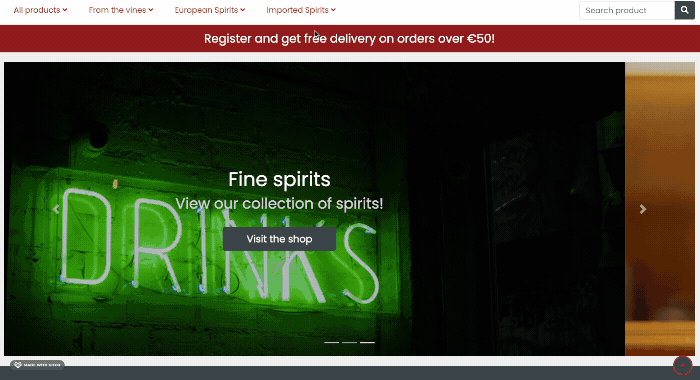 All products
From the vines
European Spirits
Imported Spirits
Search product
Register and get free delivery on orders over €50!
Fine spirits
View our collection of spirits!
Visit the shop
DRINKS
MADE WITH GIFOX